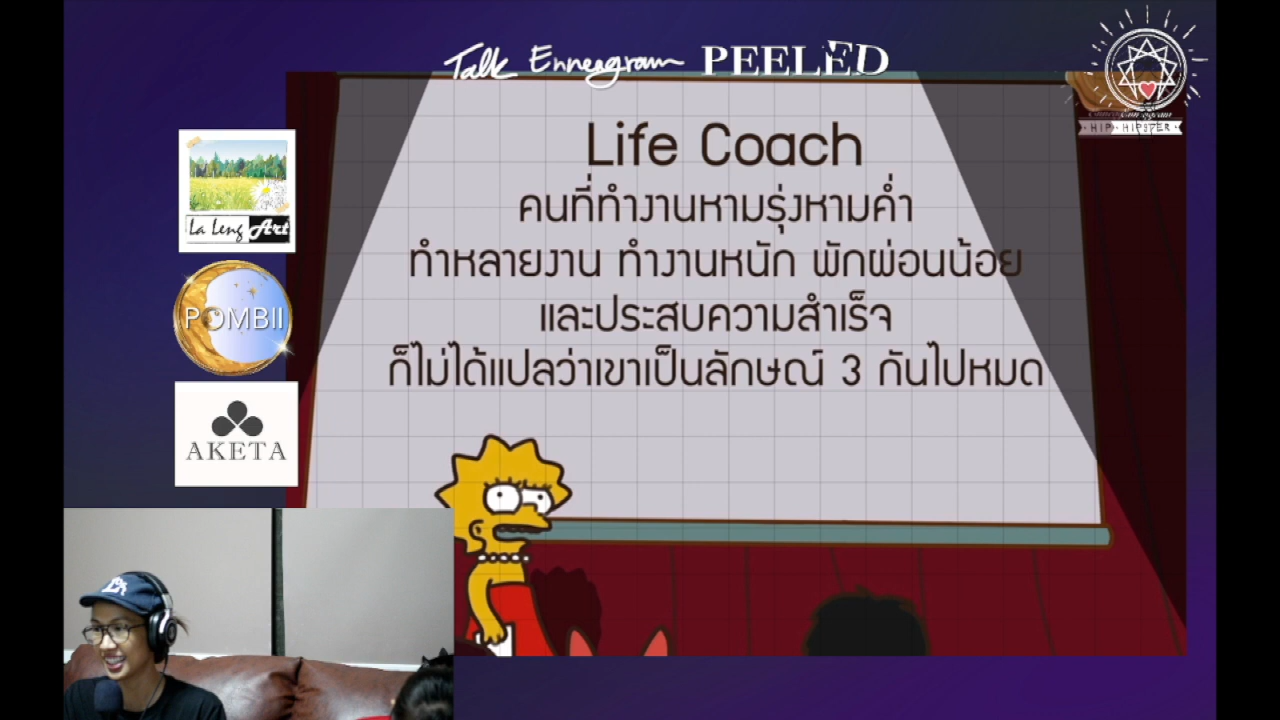 Talk Enneagram PEELED
HIP HIPSTER
Life Coach
คนที่ทำงานหามรุ่งหามค่ำ
ทำหลายงาน ทำงานหนัก พักผ่อนน้อย
และประสบความสำเร็จ
ก็ไม่ได้แปลว่าเขาเป็นลักษณ์ 3 กันไปหมด
La Leng Art
POMBII
AKETA